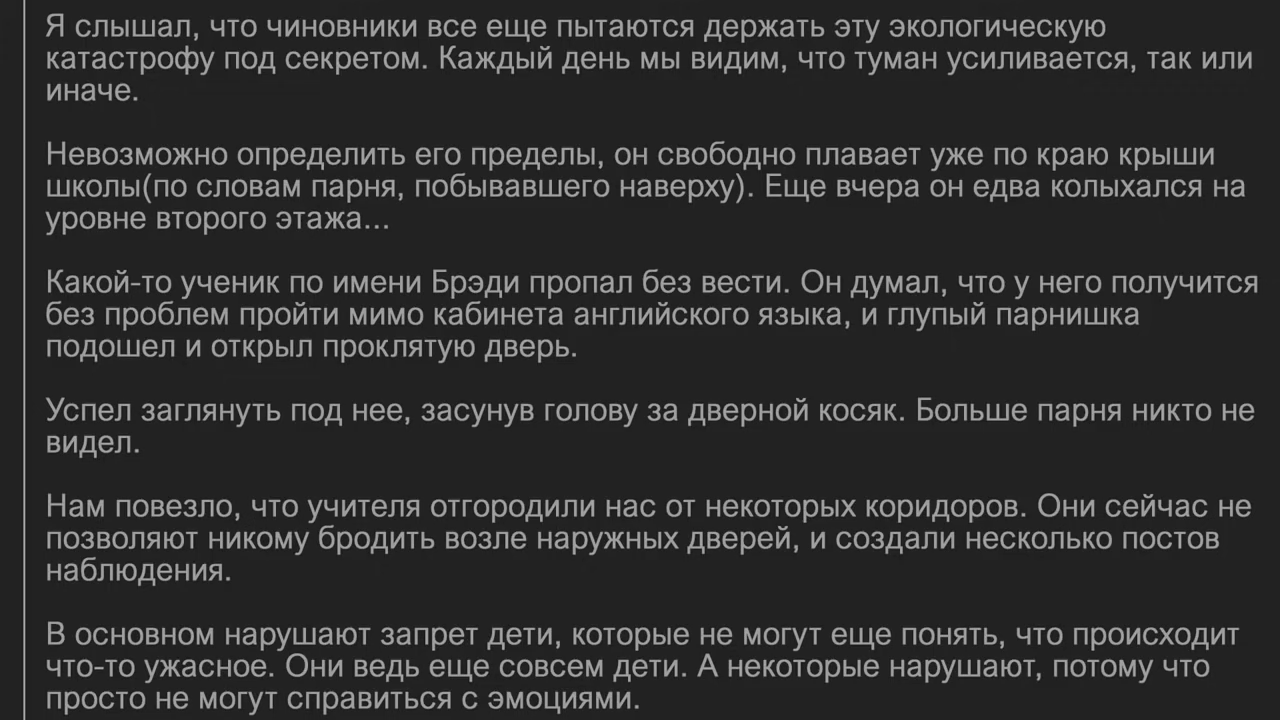 Я слышал, что чиновники все еще пытаются держать эту экологическую
катастрофу под секретом. Каждый день мы видим, что туман усиливается, так или
иначе.
Невозможно определить его пределы, он свободно плавает уже по краю крыши
школы(по словам парня, побывавшего наверху). Еще вчера он едва колыхался на
уровне второго этажа...
Какой-то ученик по имени Брэди пропал без вести. Он думал, что у него получится
без проблем пройти мимо кабинета английского языка, и глупый парнишка
подошел и открыл проклятую дверь.
Успел заглянуть под нее, засунув голову за дверной косяк. Больше парня никто не
видел.
Нам повезло, что учителя отгородили нас от некоторых коридоров. Они сейчас не
позволяют никому бродить возле наружных дверей, и создали несколько постов
наблюдения.
В основном нарушают запрет дети, которые не могут еще понять, что происходит
что-то ужасное. Они ведь еще совсем дети. А некоторые нарушают, потому что
просто не могут справиться с эмоциями.